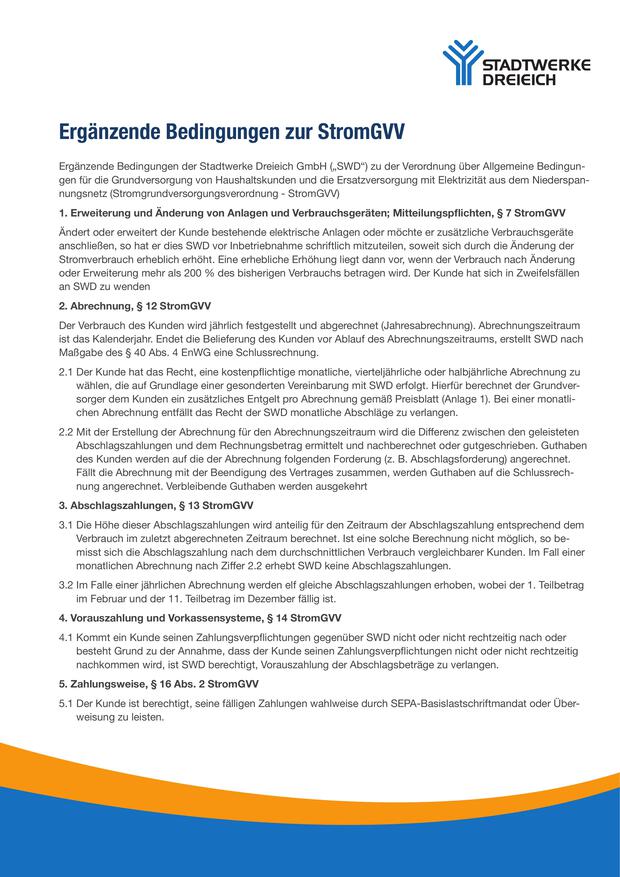 STADTWERKE
DREIEICH
Ergänzende Bedingungen zur StromGVV
Ergänzende Bedingungen der Stadtwerke Dreieich GmbH („SWD“) zu der Verordnung über Allgemeine Bedingun-
gen für die Grundversorgung von Haushaltskunden und die Ersatzversorgung mit Elektrizität aus dem Niederspan-
nungsnetz (Stromgrundversorgungsverordnung - StromGVV)
1. Erweiterung und Änderung von Anlagen und Verbrauchsgeräten; Mitteilungspflichten, § 7 StromGVV
Ändert oder erweitert der Kunde bestehende elektrische Anlagen oder möchte er zusätzliche Verbrauchsgeräte
anschließen, so hat er dies SWD vor Inbetriebnahme schriftlich mitzuteilen, soweit sich durch die Änderung der
Stromverbrauch erheblich erhöht. Eine erhebliche Erhöhung liegt dann vor, wenn der Verbrauch nach Änderung
oder Erweiterung mehr als 200 % des bisherigen Verbrauchs betragen wird. Der Kunde hat sich in Zweifelsfällen
an SWD zu wenden
2. Abrechnung, § 12 StromGVV
Der Verbrauch des Kunden wird jährlich festgestellt und abgerechnet (Jahresabrechnung). Abrechnungszeitraum
ist das Kalenderjahr. Endet die Belieferung des Kunden vor Ablauf des Abrechnungszeitraums, erstellt SWD nach
Maßgabe des § 40 Abs. 4 EnWG eine Schlussrechnung.
2.1 Der Kunde hat das Recht, eine kostenpflichtige monatliche, vierteljährliche oder halbjährliche Abrechnung zu
wählen, die auf Grundlage einer gesonderten Vereinbarung mit SWD erfolgt. Hierfür berechnet der Grundver-
sorger dem Kunden ein zusätzliches Entgelt pro Abrechnung gemäß Preisblatt (Anlage 1). Bei einer monatli-
chen Abrechnung entfällt das Recht der SWD monatliche Abschläge zu verlangen.
2.2 Mit der Erstellung der Abrechnung für den Abrechnungszeitraum wird die Differenz zwischen den geleisteten
Abschlagszahlungen und dem Rechnungsbetrag ermittelt und nachberechnet oder gutgeschrieben. Guthaben
des Kunden werden auf die der Abrechnung folgenden Forderung (z. B. Abschlagsforderung) angerechnet.
Fällt die Abrechnung mit der Beendigung des Vertrages zusammen, werden Guthaben auf die Schlussrech-
nung angerechnet. Verbleibende Guthaben werden ausgekehrt
3. Abschlagszahlungen, § 13 StromGVV
3.1 Die Höhe dieser Abschlagszahlungen wird anteilig für den Zeitraum der Abschlagszahlung entsprechend dem
Verbrauch im zuletzt abgerechneten Zeitraum berechnet. Ist eine solche Berechnung nicht möglich, so be-
misst sich die Abschlagszahlung nach dem durchschnittlichen Verbrauch vergleichbarer Kunden. Im Fall einer
monatlichen Abrechnung nach Ziffer 2.2 erhebt SWD keine Abschlagszahlungen.
3.2 Im Falle einer jährlichen Abrechnung werden elf gleiche Abschlagszahlungen erhoben, wobei der 1. Teilbetrag
im Februar und der 11. Teilbetrag im Dezember fällig ist.
4. Vorauszahlung und Vorkassensysteme, § 14 StromGVV
4.1 Kommt ein Kunde seinen Zahlungsverpflichtungen gegenüber SWD nicht oder nicht rechtzeitig nach oder
besteht Grund zu der Annahme, dass der Kunde seinen Zahlungsverpflichtungen nicht oder nicht rechtzeitig
nachkommen wird, ist SWD berechtigt, Vorauszahlung der Abschlagsbeträge zu verlangen.
5. Zahlungsweise, § 16 Abs. 2 StromGVV
5.1 Der Kunde ist berechtigt, seine fälligen Zahlungen wahlweise durch SEPA-Basislastschriftmandat oder Über-
weisung zu leisten.